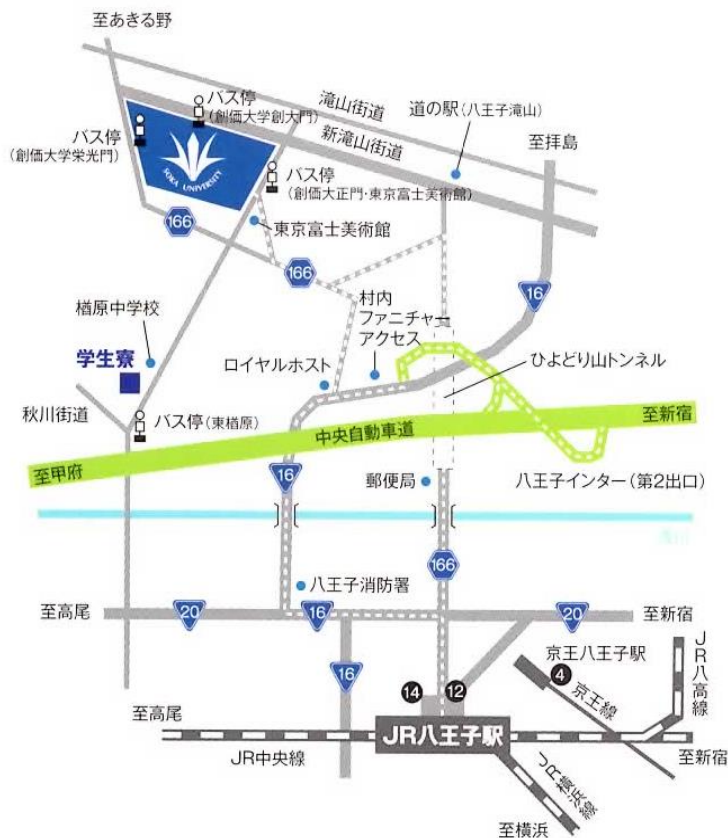 至あきる野
バス停
(創価大学創大門)
滝山街道
道の駅(八王子滝山)
バス停
(創価大学栄光門)
新滝山街道
至拝島
SOKA UNIVERSITY
バス停
(創価大正門・東京富士美術館)
166
東京富士美術館
166
16
楢原中学校
村内
ファニチャー
アクセス
学生寮
ロイヤルホスト
ひよどり山トンネル
秋川街道
バス停(東楢原)
中央自動車道
至新宿
至甲府
16
郵便局
八王子インター(第2出口)
浅川
166
八王子消防署
至高尾
20
16
20
至新宿
16
京王八王子駅
4
京王線
JR八高線
14
12
至高尾
JR八王子駅
JR中央線
至新宿
JR横浜線
至横浜